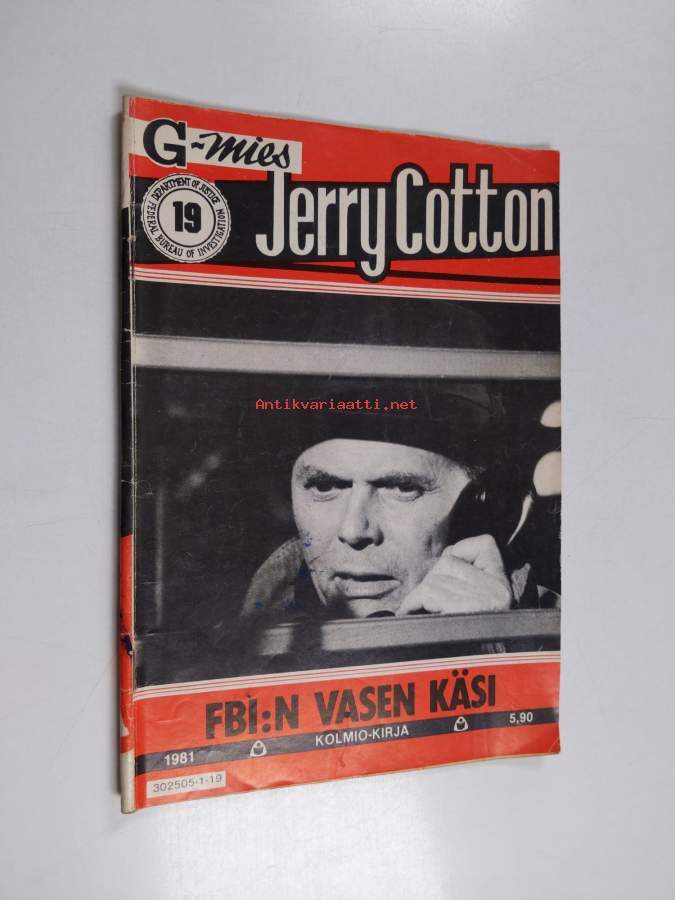 G-mies
Jerry Cotton
DEPARTMENT OF JUSTICE
19
FEDERAL BUREAU OF INVESTIGATION
Antikvariaatti.net
FBI:N VASEN KÄSI
1981 KOLMIO-KIRJA 5,90
302505-1-19